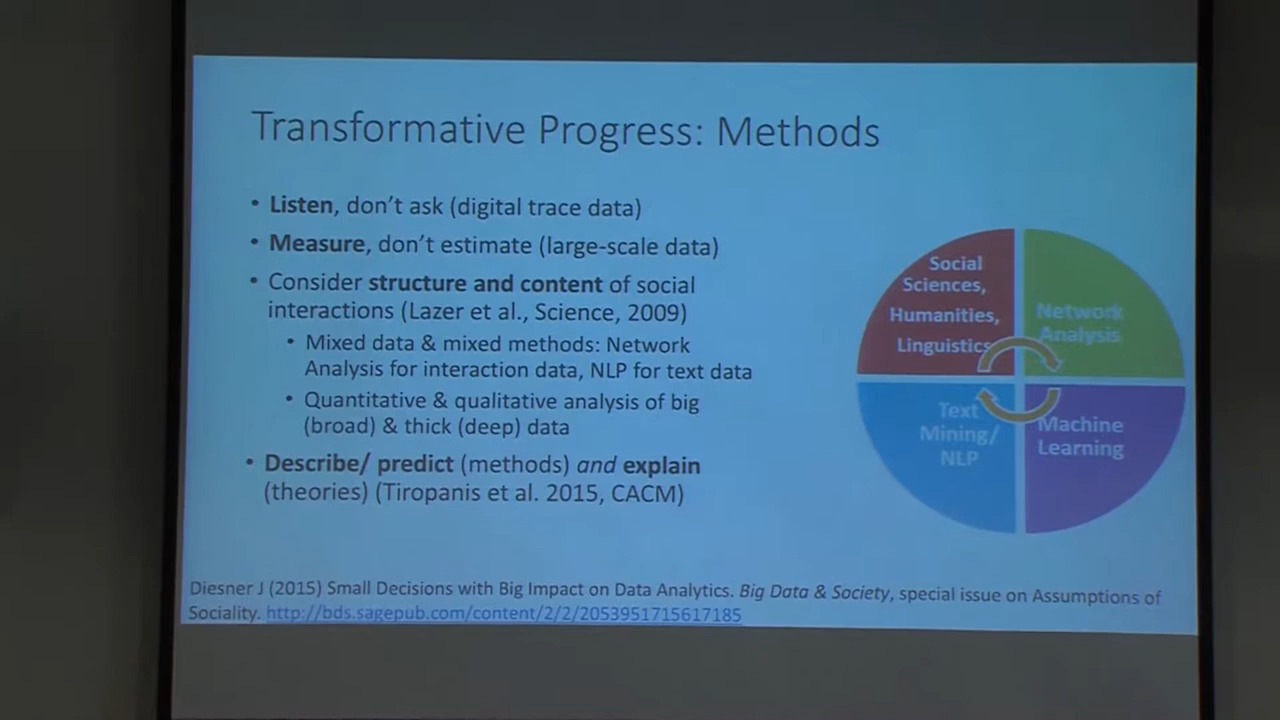 Transformative Progress: Methods
• Listen, don't ask (digital trace data)
• Measure, don't estimate (large-scale data)
• Consider structure and content of social
interactions (Lazer et al., Science, 2009)
• Mixed data & mixed methods: Network
Analysis for interaction data, NLP for text data
• Quantitative & qualitative analysis of big
(broad) & thick (deep) data
• Describe/ predict (methods) and explain
(theories) (Tiropanis et al. 2015, CACM)
Social
Sciences,
Humanities,
Linguistics
Network
Analysis
Text
Mining/
NLP
Machine
Learning
Diesner J (2015) Small Decisions with Big Impact on Data Analytics. Big Data & Society, special issue on Assumptions of
Sociality. http://bds.sagepub.com/content/2/2/2053951715617185